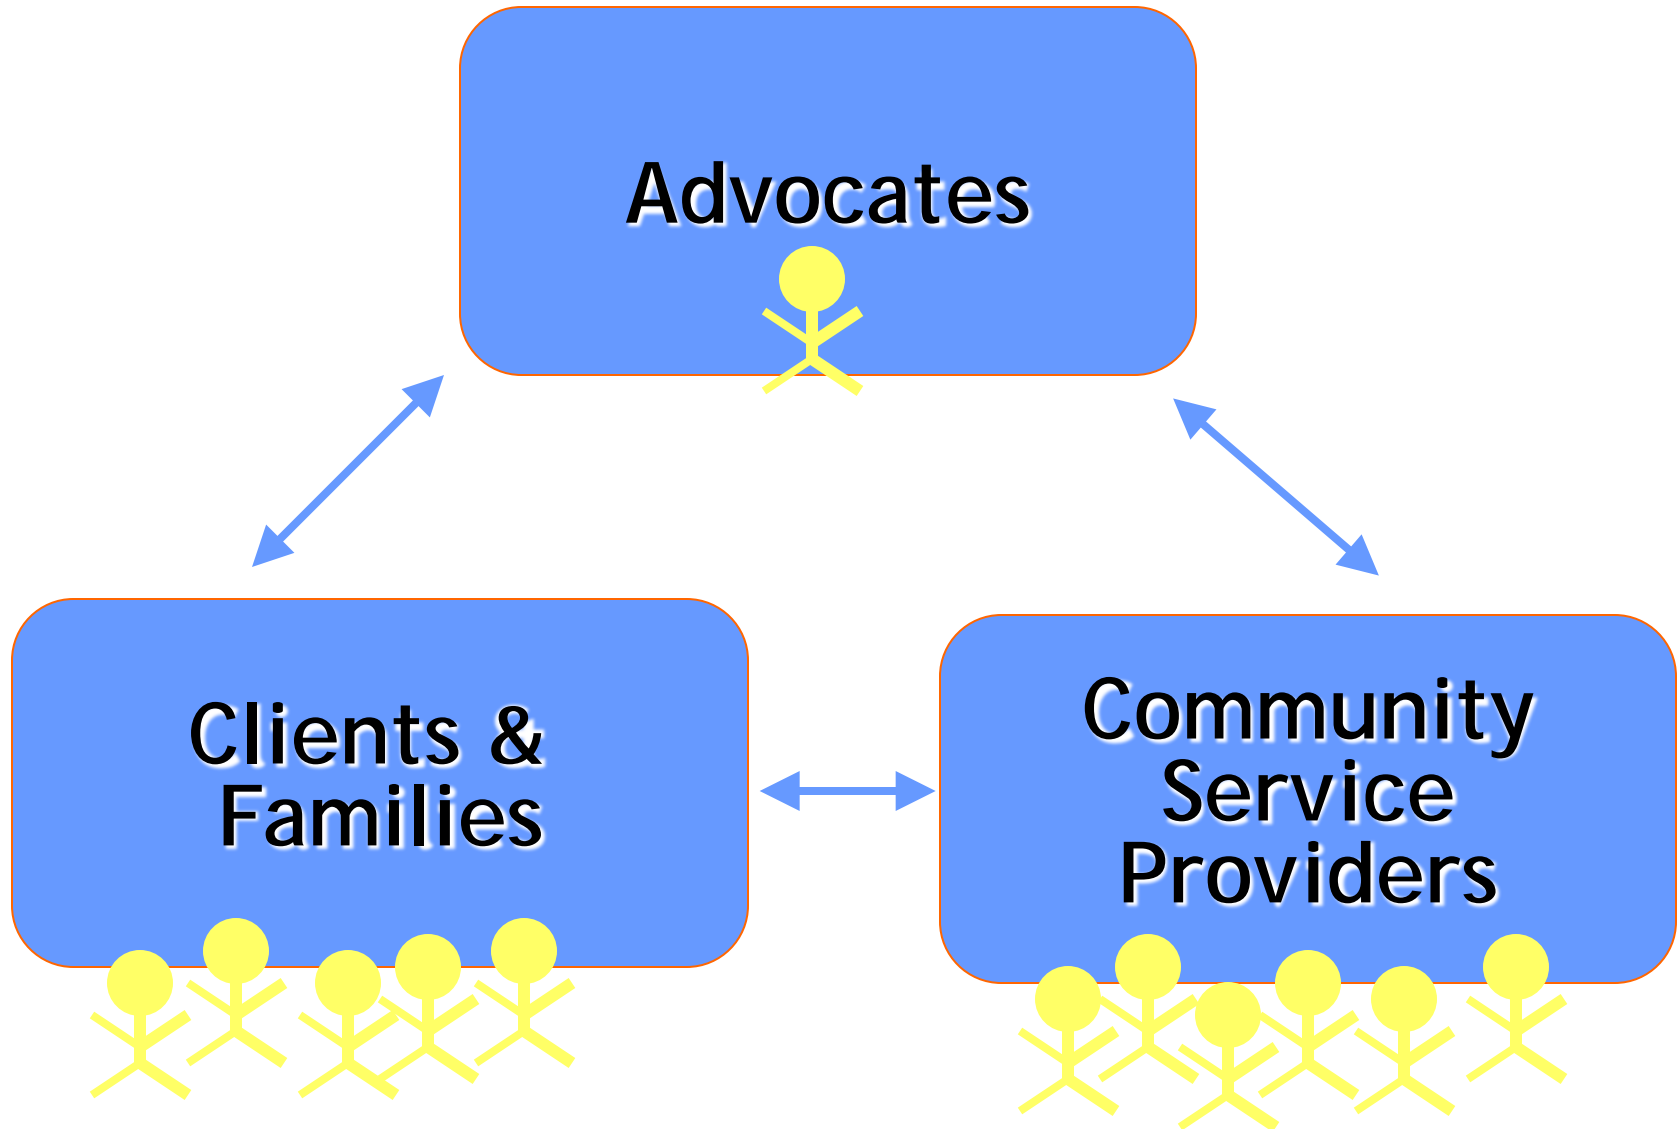 Advocates
Clients &
Families
Community
Service
Providers